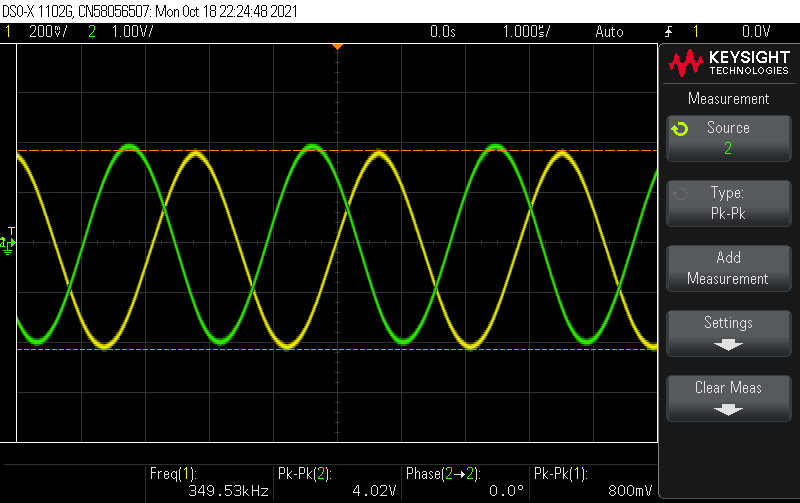 DSO-X 1102G, CN58056507: Mon Oct 18 22:24:48 2021
1 200mV/ 2 1.00V/ 0.0s 1.000us/ Auto 1 0.0V
KEYSIGHT
TECHNOLOGIES
Measurement
Source
2
Type:
Pk-Pk
Add
Measurement
Settings
Clear Meas
T
Freq(1): Pk-Pk(2): Phase(2→2): Pk-Pk(1):
349.53kHz 4.02V 0.0° 800mV